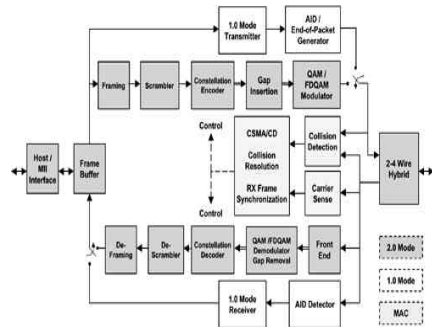 1.0 Mode
Transmitter
AID /
End-of-Packet
Generator
Framing
Scrambler
Constellation
Encoder
Gap
Insertion
QAM /
FDQAM
Modulator
Control
CSMA/CD
Collision
Resolution
RX Frame
Synchronization
Collision
Detection
Carrier
Sense
2-4 Wire
Hybrid
Host /
MII
Interface
Frame
Buffer
Control
De-
Framing
De-
Scrambler
Constellation
Decoder
QAM /FDQAM
Demodulator
Gap Removal
Front
End
1.0 Mode
Receiver
AID Detector
2.0 Mode
1.0 Mode
MAC